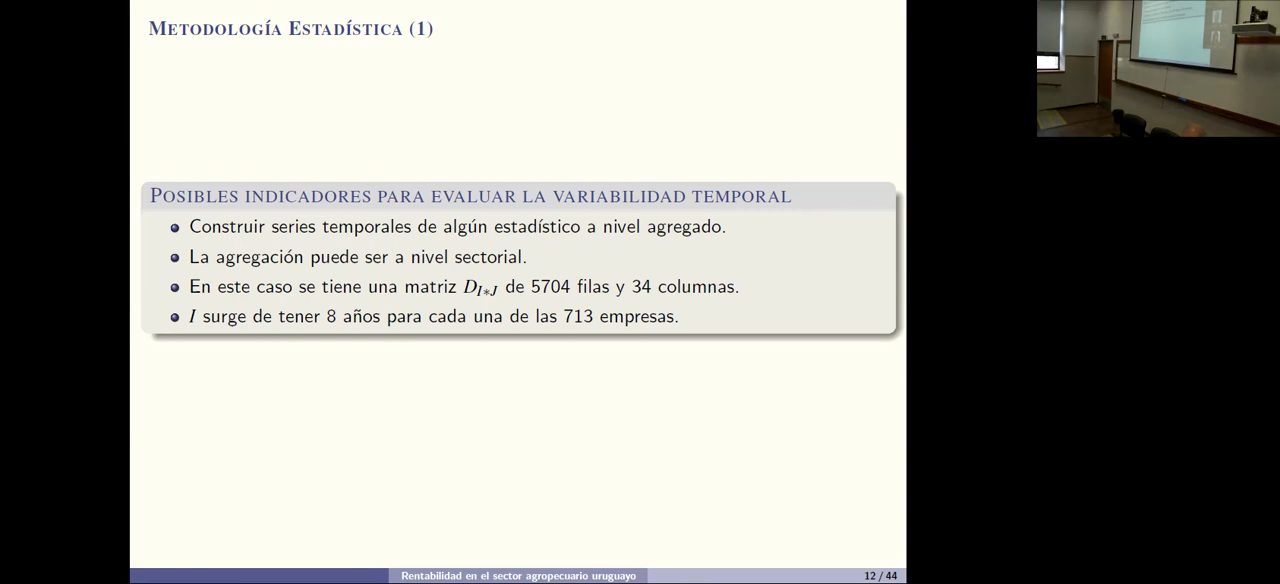 Metodología Estadística (1)
Posibles indicadores para evaluar la variabilidad temporal
Construir series temporales de algún estadístico a nivel agregado.
La agregación puede ser a nivel sectorial.
En este caso se tiene una matriz D_{I*J} de 5704 filas y 34 columnas.
I surge de tener 8 años para cada una de las 713 empresas.
Rentabilidad en el sector agropecuario uruguayo
12 / 44